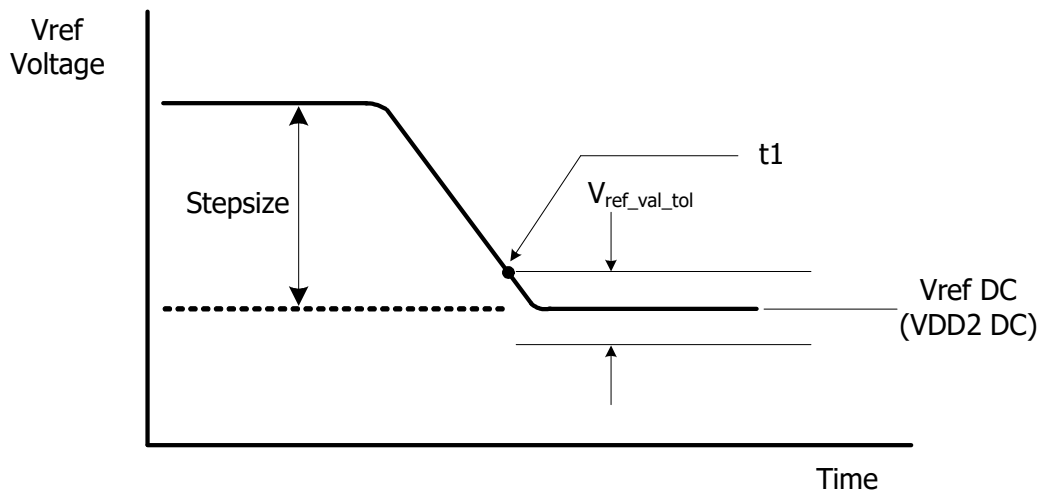 Vref
Voltage
t1
Vref_val_tol
Stepsize
Vref DC
(VDD2 DC)
Time